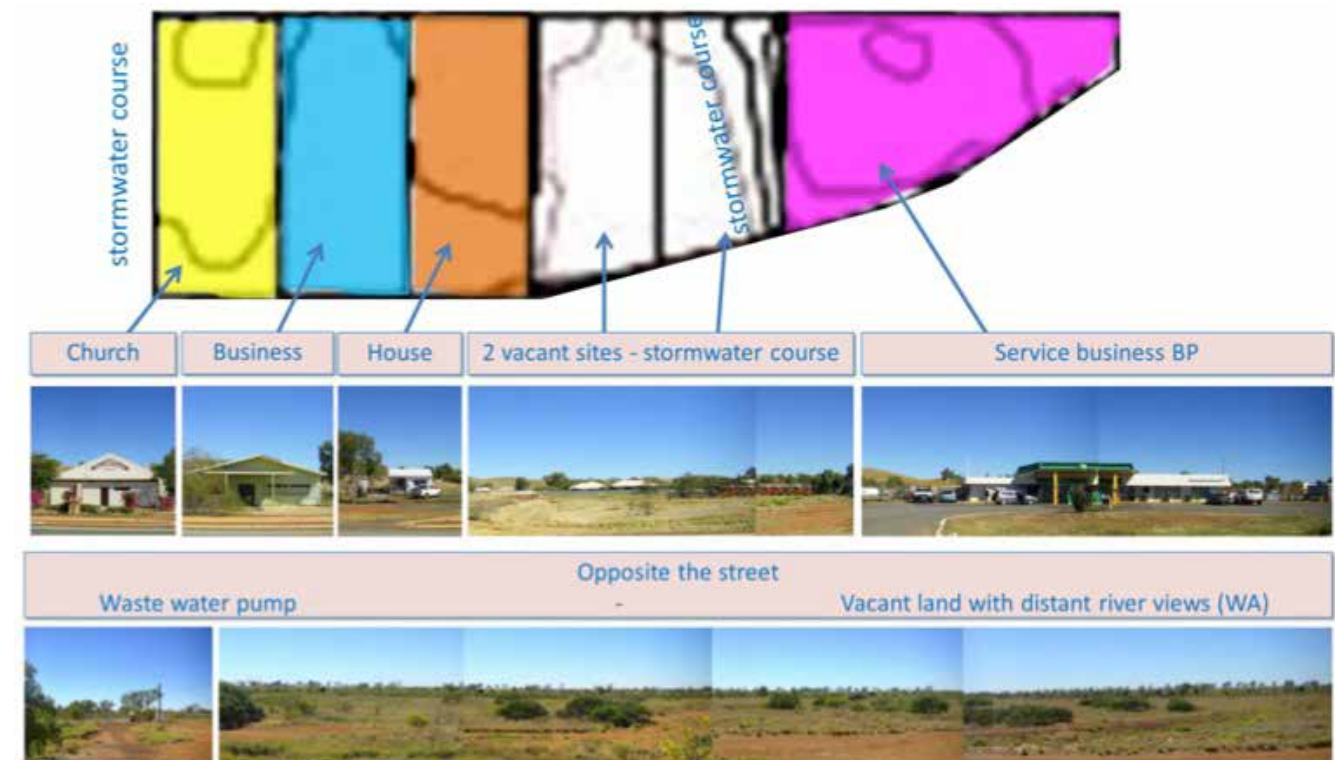 stormwater course
stormwater course
Church
Business
House
2 vacant sites - stormwater course
Service business BP
Opposite the street
Waste water pump - Vacant land with distant river views (WA)